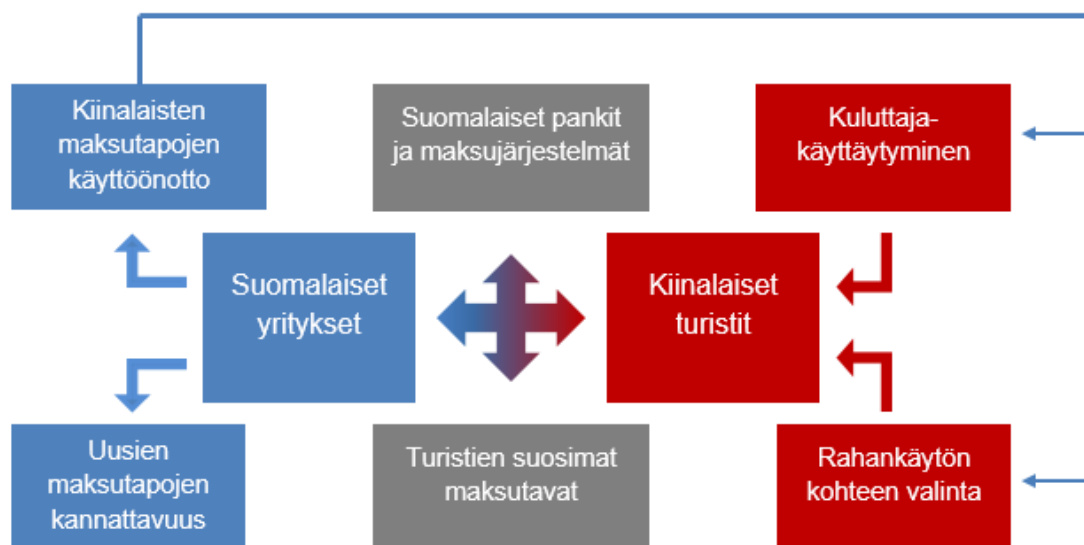 Kiinalaisten
maksutapojen
käyttöönotto
Suomalaiset pankit
ja maksujärjestelmät
Kuluttaja-
käyttäytyminen
Suomalaiset
yritykset
Kiinalaiset
turistit
Uusien
maksutapojen
kannattavuus
Turistien suosimat
maksutavat
Rahankäytön
kohteen valinta